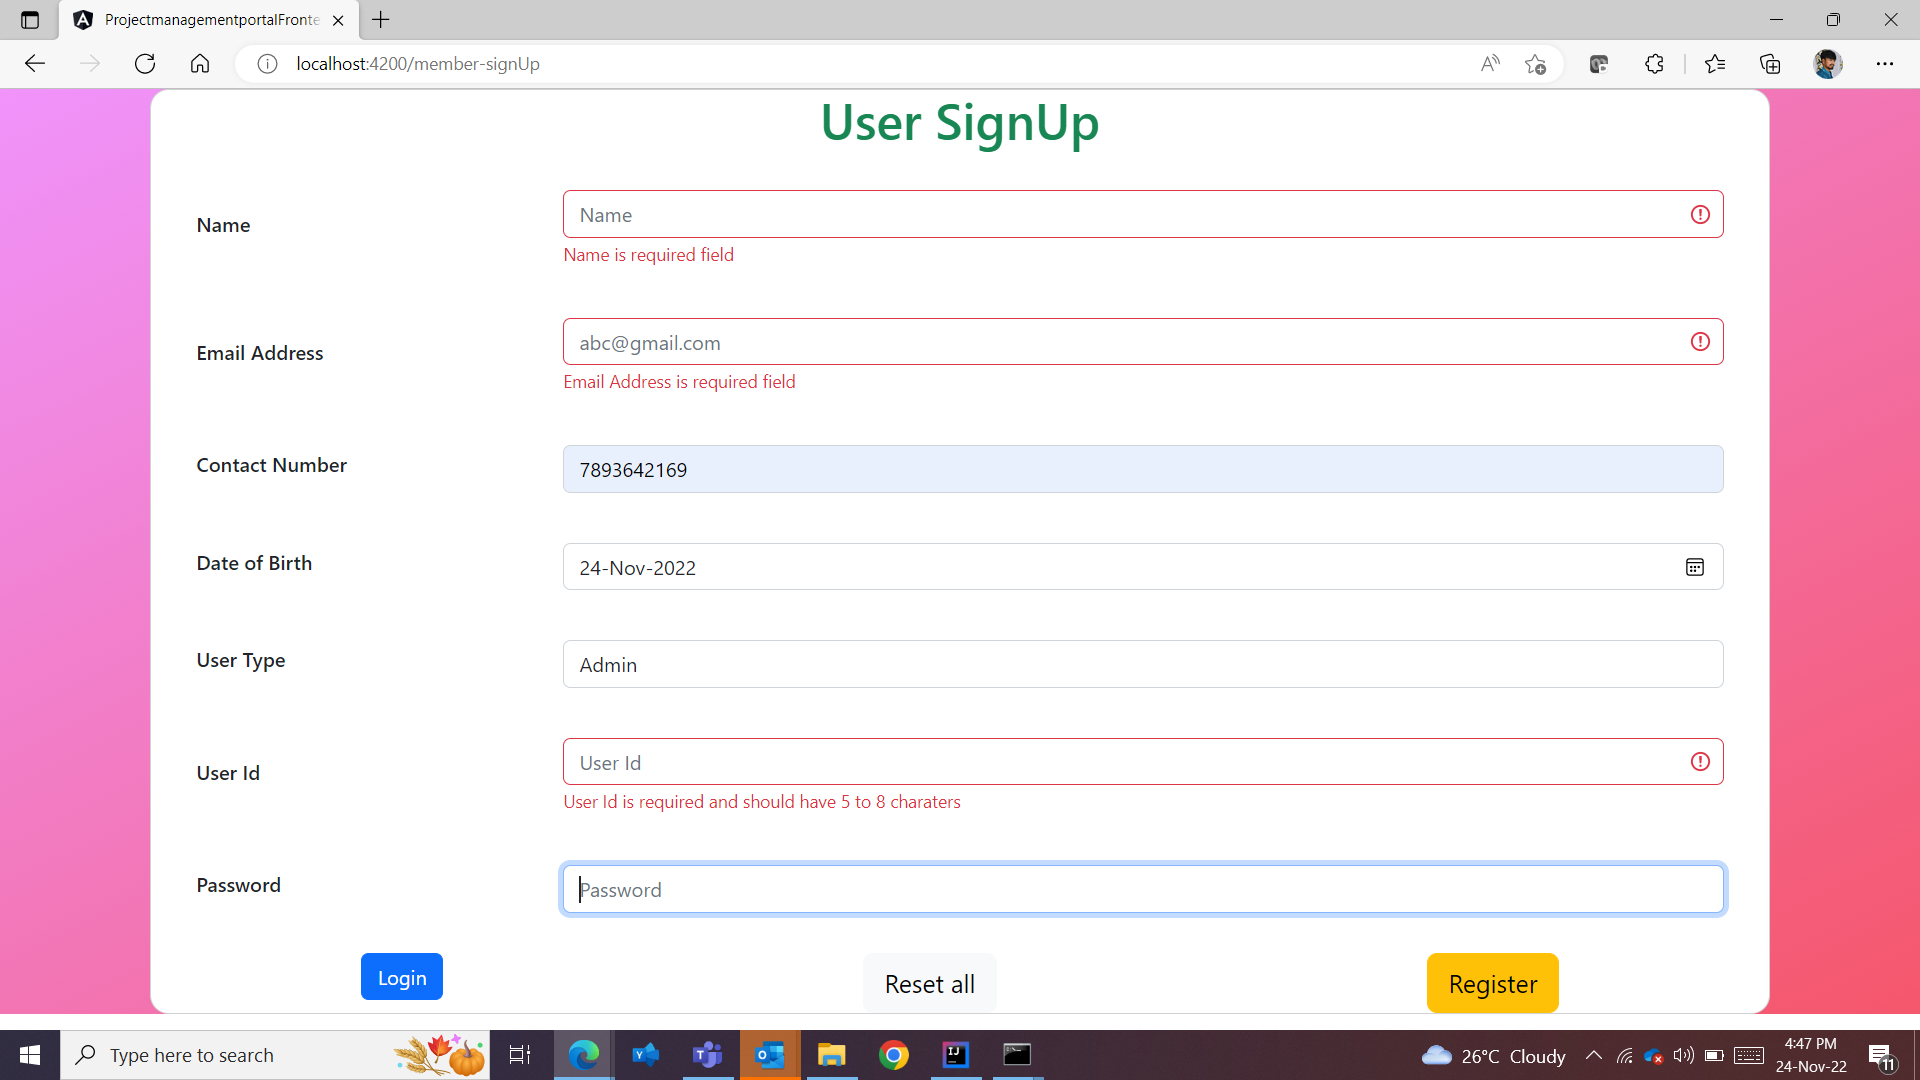 ProjectmanagementportalFronte
localhost:4200/member-signUp
User SignUp
Name
Name
Name is required field
Email Address
abc@gmail.com
Email Address is required field
Contact Number
7893642169
Date of Birth
24-Nov-2022
User Type
Admin
User Id
User Id
User Id is required and should have 5 to 8 charaters
Password
Password
Login
Reset all
Register
Type here to search
26°C Cloudy
4:47 PM
24-Nov-22
11